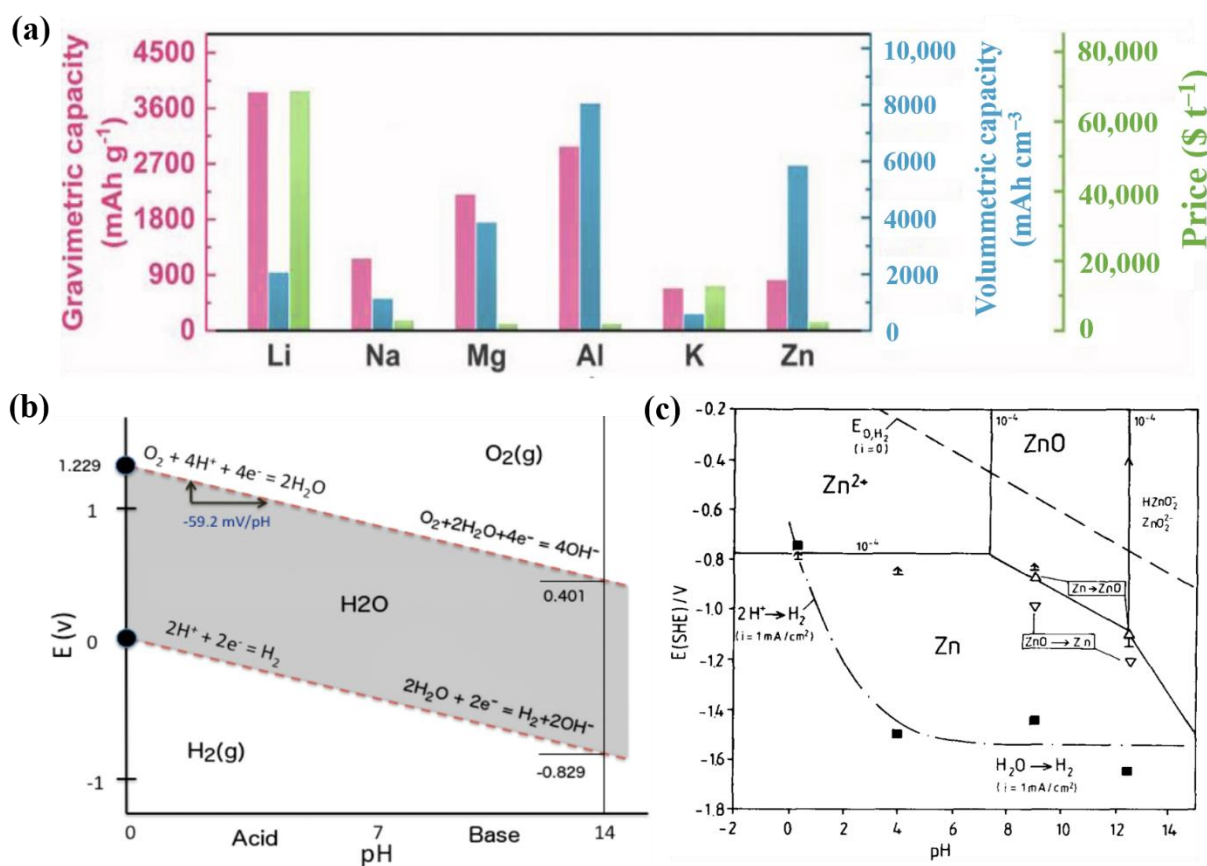 (a)
Gravimetric capacity
(mAh g⁻¹)
4500
3600
2700
1800
900
0
Li Na Mg Al K Zn
10,000
8000
6000
4000
2000
0
Volummetric capacity
(mAh cm⁻³)
80,000
60,000
40,000
20,000
0
Price ($ t⁻¹)
(b)
E (v)
1.229
1
0
-1
O₂ + 4H⁺ + 4e⁻ = 2H₂O
-59.2 mV/pH
O₂(g)
O₂+2H₂O+4e⁻ = 4OH⁻
0.401
H2O
2H⁺ + 2e⁻ = H₂
2H₂O + 2e⁻ = H₂+2OH⁻
-0.829
H₂(g)
0 7 14
Acid Base
pH
(c)
E(SHE)/V
-0.2
-0.4
-0.6
-0.8
-1.0
-1.2
-1.4
-1.6
-1.8
E₀,H₂
(i=0)
10⁻⁴
ZnO
10⁻⁴
Zn²⁺
HZnO₂⁻
ZnO₂²⁻
10⁻⁴
Zn→ZnO
2H⁺→H₂
(i=1mA/cm²)
Zn
ZnO→Zn
H₂O→H₂
(i=1mA/cm²)
-2 0 2 4 6 8 10 12 14
pH